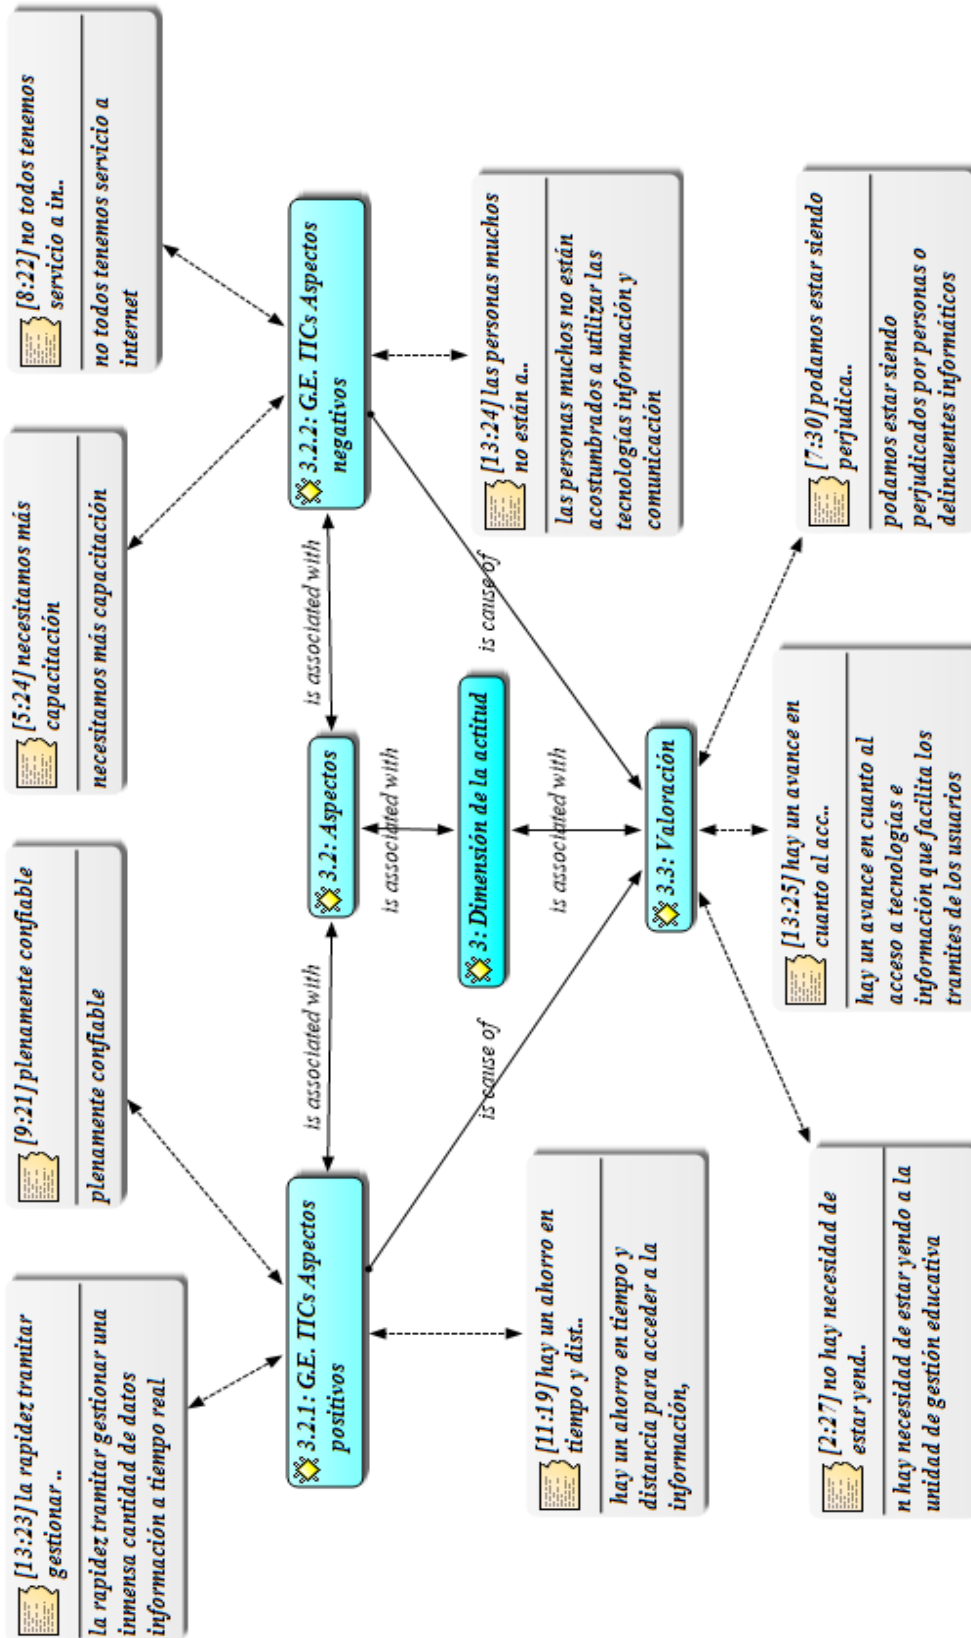 [13:23] la rapidez tramitar
gestionar ..
la rapidez tramitar gestionar una
inmensa cantidad de datos
información a tiempo real
[9:21] plenamente confiable
plenamente confiable
[5:24] necesitamos más
capacitación
necesitamos más capacitación
[8:22] no todos tenemos
servicio a in..
no todos tenemos servicio a
internet
3.2.1: G.E. TICs Aspectos
positivos
is associated with
3.2: Aspectos
is associated with
3.2.2: G.E. TICs Aspectos
negativos
is associated with
3: Dimensión de la actitud
is cause of
is associated with
is cause of
[11:19] hay un ahorro en
tiempo y dist..
hay un ahorro en tiempo y
distancia para acceder a la
información,
[13:24] las personas muchos
no están a..
las personas muchos no están
acostumbrados a utilizar las
tecnologías información y
comunicación
3.3: Valoración
[2:27] no hay necesidad de
estar yend..
n hay necesidad de estar yendo a la
unidad de gestión educativa
[13:25] hay un avance en
cuanto al acc..
hay un avance en cuanto al
acceso a tecnologías e
información que facilita los
tramites de los usuarios
[7:30] podamos estar siendo
perjudica..
podamos estar siendo
perjudicados por personas o
delincuentes informáticos